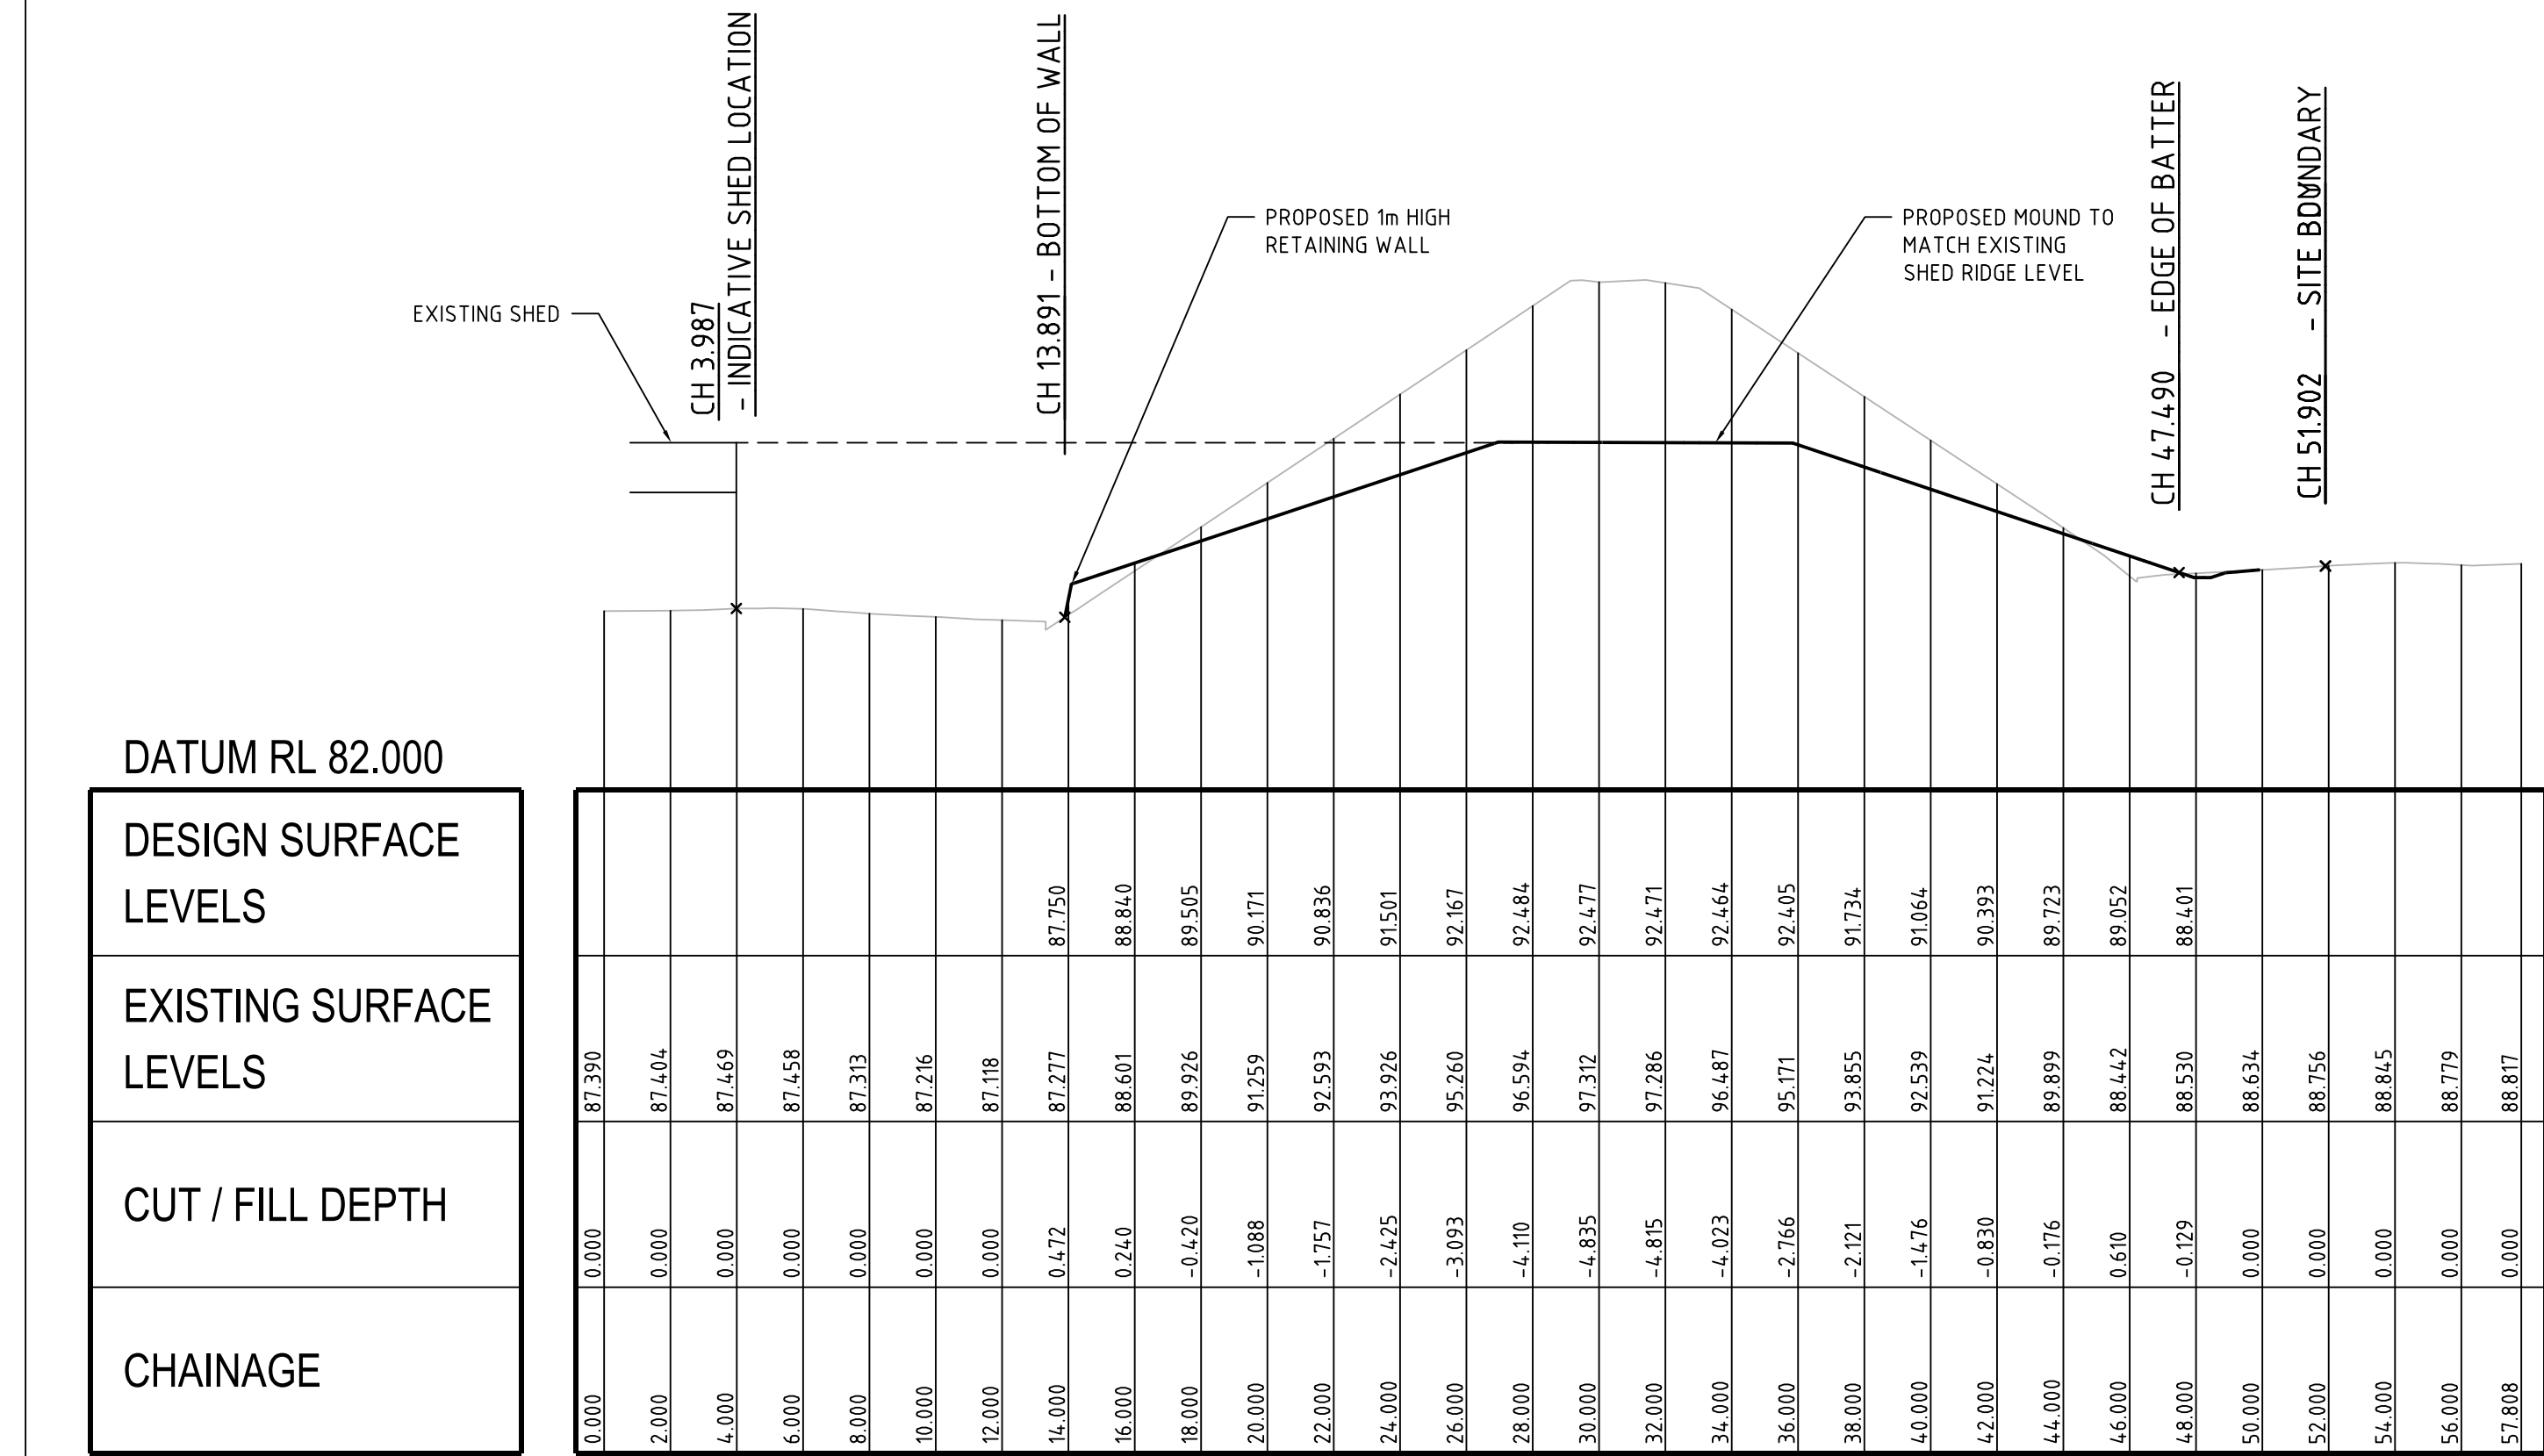 CH 3.987
- INDICATIVE SHED LOCATION
CH 13.891 - BOTTOM OF WALL
CH 47.490 - EDGE OF BATTER
CH 51.902 - SITE BOUNDARY
EXISTING SHED
PROPOSED 1m HIGH
RETAINING WALL
PROPOSED MOUND TO
MATCH EXISTING
SHED RIDGE LEVEL
DATUM RL 82.000
DESIGN SURFACE
LEVELS
87.750 88.840 89.505 90.171 90.836 91.501 92.167 92.484 92.477 92.471 92.464 92.405 91.734 91.064 90.393 89.723 89.052 88.401
EXISTING SURFACE
LEVELS
87.390 87.404 87.469 87.458 87.313 87.216 87.118 87.277 88.601 89.926 91.259 92.593 93.926 95.260 96.594 97.312 97.286 96.487 95.171 93.855 92.539 91.224 89.899 88.442 88.530 88.634 88.756 88.845 88.779 88.817
CUT / FILL DEPTH
0.000 0.000 0.000 0.000 0.000 0.000 0.000 0.472 0.240 -0.420 -1.088 -1.757 -2.425 -3.093 -4.110 -4.835 -4.815 -4.023 -2.766 -2.121 -1.476 -0.830 -0.176 0.610 -0.129 0.000 0.000 0.000 0.000 0.000
CHAINAGE
0.000 2.000 4.000 6.000 8.000 10.000 12.000 14.000 16.000 18.000 20.000 22.000 24.000 26.000 28.000 30.000 32.000 34.000 36.000 38.000 40.000 42.000 44.000 46.000 48.000 50.000 52.000 54.000 56.000 57.808